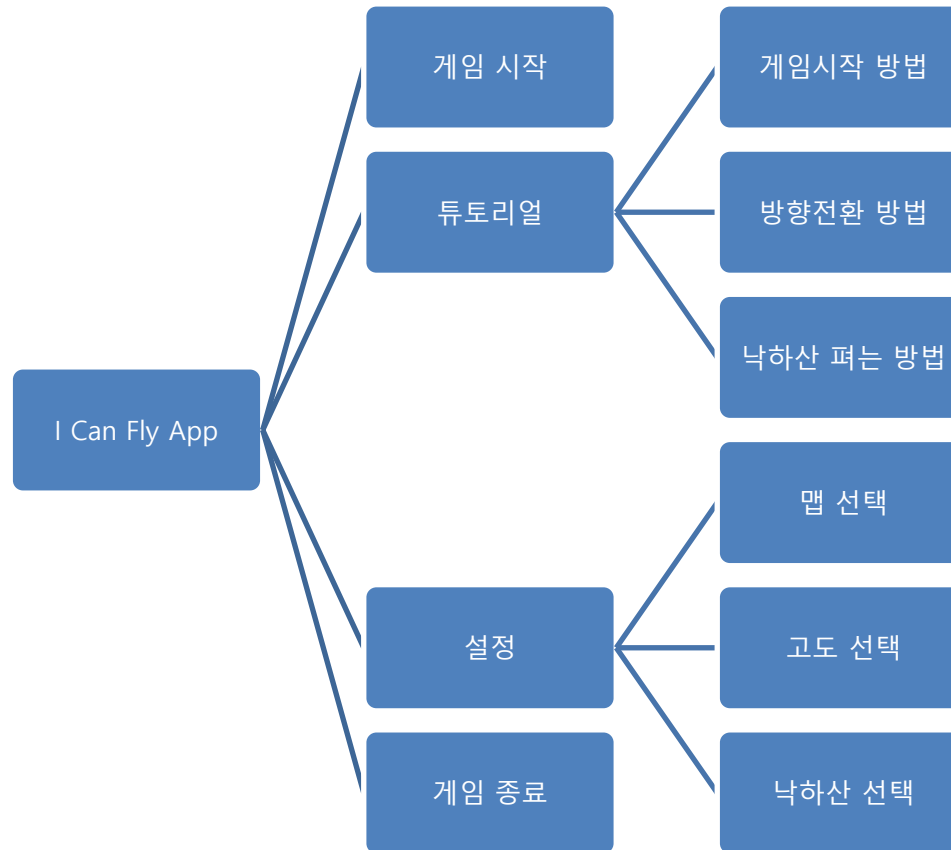 게임 시작
게임시작 방법
튜토리얼
방향전환 방법
낙하산 펴는 방법
I Can Fly App
맵 선택
설정
고도 선택
게임 종료
낙하산 선택